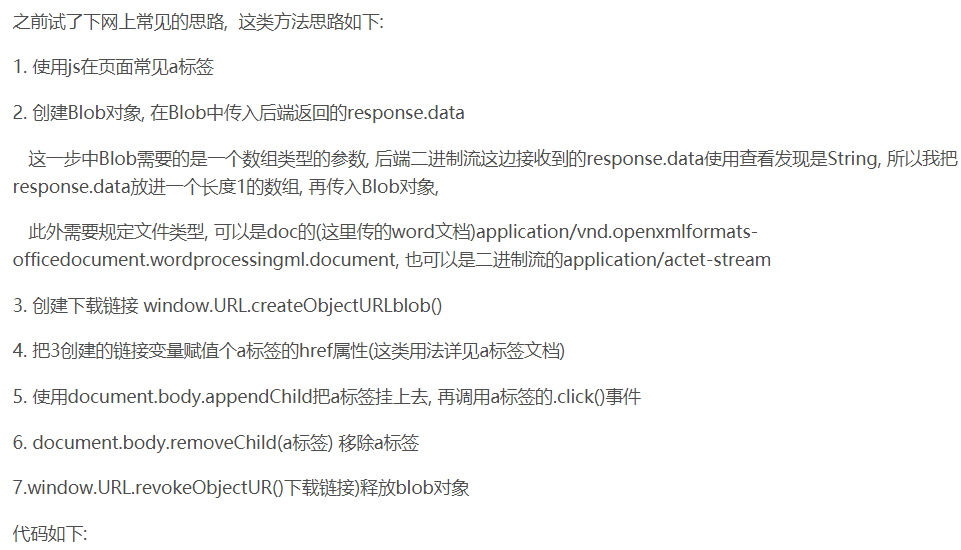 之前试了下网上常见的思路, 这类方法思路如下:
1. 使用js在页面常见a标签
2. 创建Blob对象, 在Blob中传入后端返回的response.data
这一步中Blob需要的是一个数组类型的参数, 后端二进制流这边接收到的response.data使用查看发现是String, 所以我把
response.data放进一个长度1的数组, 再传入Blob对象,
此外需要规定文件类型, 可以是doc的(这里传的word文档)application/vnd.openxmlformats-
officedocument.wordprocessingml.document, 也可以是二进制流的application/actet-stream
3. 创建下载链接 window.URL.createObjectURLblob()
4. 把3创建的链接变量赋值个a标签的href属性(这类用法详见a标签文档)
5. 使用document.body.appendChild把a标签挂上去, 再调用a标签的.click()事件
6. document.body.removeChild(a标签) 移除a标签
7.window.URL.revokeObjectUR()下载链接)释放blob对象
代码如下: